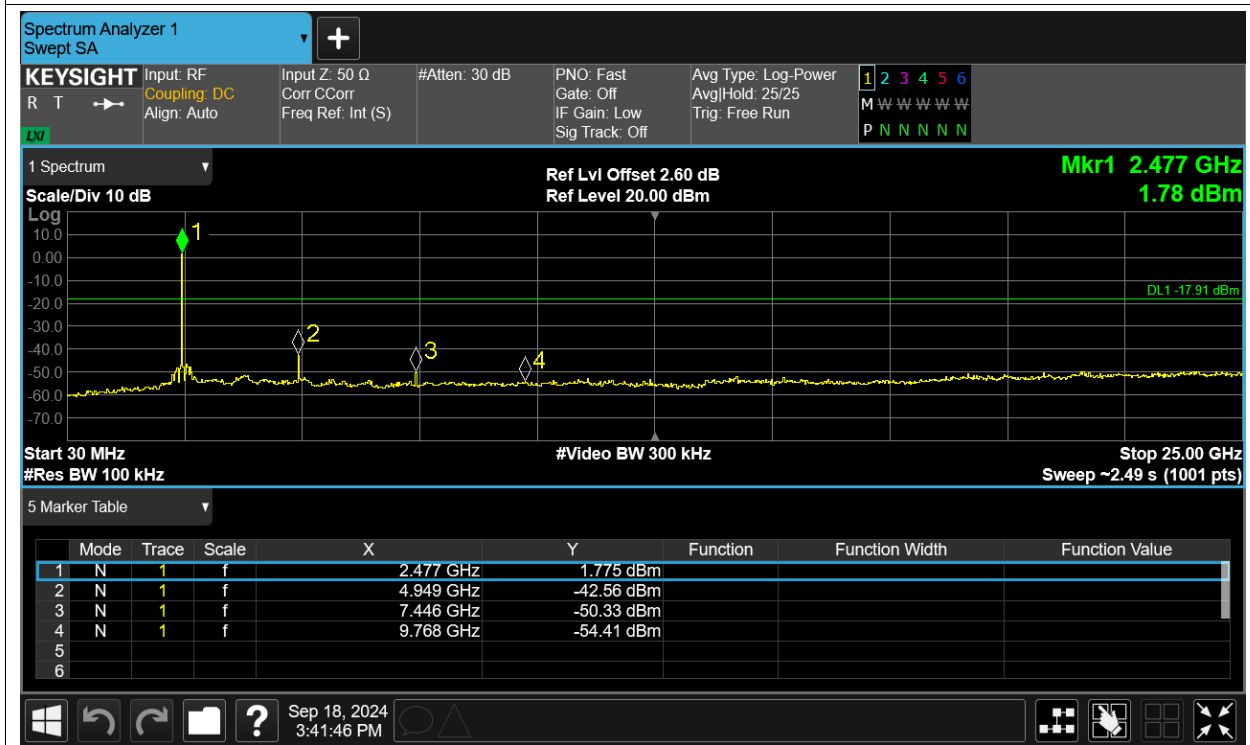 Spectrum Analyzer 1
Swept SA
KEYSIGHT
R T
LXI
Input: RF
Coupling: DC
Align: Auto
Input Z: 50 Ω
Corr CCorr
Freq Ref: Int (S)
#Atten: 30 dB
PNO: Fast
Gate: Off
IF Gain: Low
Sig Track: Off
Avg Type: Log-Power
Avg|Hold: 25/25
Trig: Free Run
1 2 3 4 5 6
M W W W W W
P N N N N N
1 Spectrum
Scale/Div 10 dB
Ref Lvl Offset 2.60 dB
Ref Level 20.00 dBm
Mkr1 2.477 GHz
1.78 dBm
Log
10.0
0.00
-10.0
-20.0
-30.0
-40.0
-50.0
-60.0
-70.0
1
2
3
4
DL1 -17.91 dBm
Start 30 MHz
#Res BW 100 kHz
#Video BW 300 kHz
Stop 25.00 GHz
Sweep ~2.49 s (1001 pts)
5 Marker Table
Mode Trace Scale X Y Function Function Width Function Value
1 N 1 f 2.477 GHz 1.775 dBm
2 N 1 f 4.949 GHz -42.56 dBm
3 N 1 f 7.446 GHz -50.33 dBm
4 N 1 f 9.768 GHz -54.41 dBm
5
6
?
Sep 18, 2024
3:41:46 PM